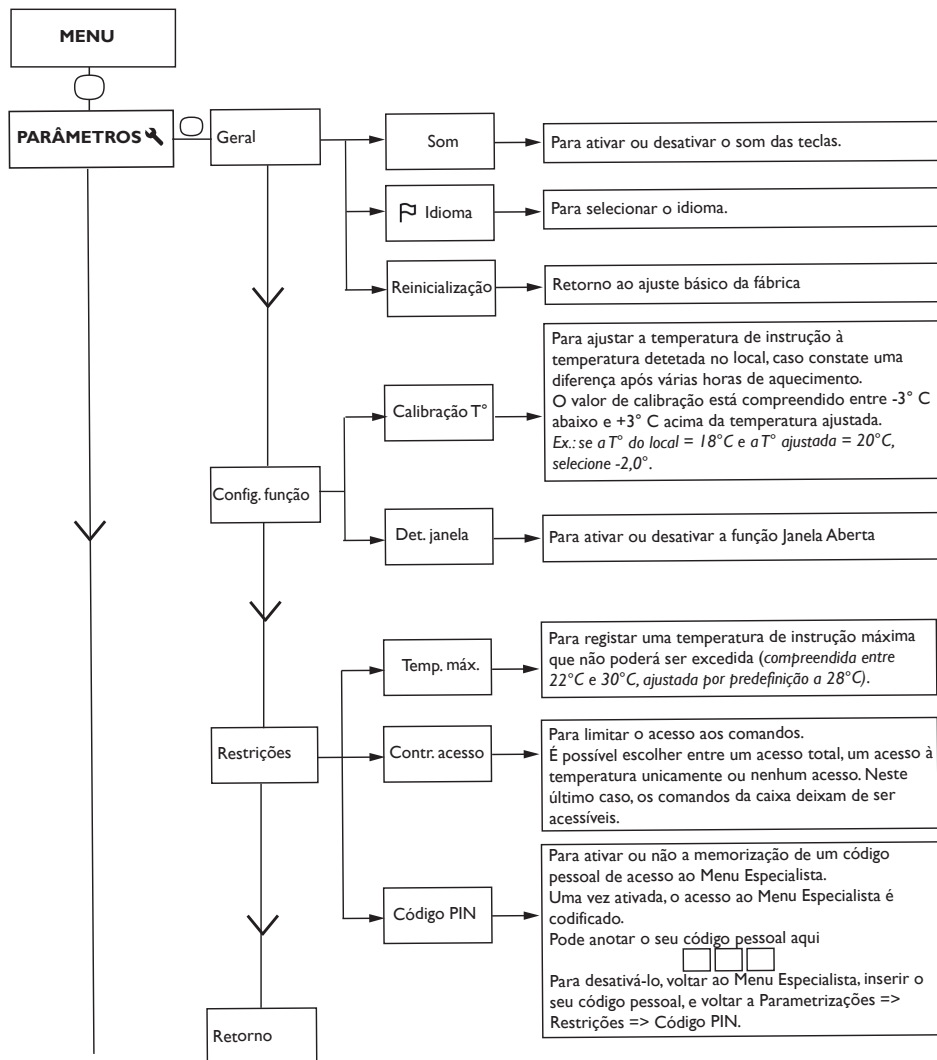 MENU
PARÂMETROS
Geral
Som
Para ativar ou desativar o som das teclas.
Idioma
Para selecionar o idioma.
Reinicialização
Retorno ao ajuste básico da fábrica
Config. função
Calibração T°
Para ajustar a temperatura de instrução à
temperatura detetada no local, caso constate uma
diferença após várias horas de aquecimento.
O valor de calibração está compreendido entre -3° C
abaixo e +3° C acima da temperatura ajustada.
Ex.: se a T° do local = 18°C e a T° ajustada = 20°C,
selecione -2,0°.
Det. janela
Para ativar ou desativar a função Janela Aberta
Restrições
Temp. máx.
Para registar uma temperatura de instrução máxima
que não poderá ser excedida (compreendida entre
22°C e 30°C, ajustada por predefinição a 28°C).
Contr. acesso
Para limitar o acesso aos comandos.
É possível escolher entre um acesso total, um acesso à
temperatura unicamente ou nenhum acesso. Neste
último caso, os comandos da caixa deixam de ser
acessíveis.
Código PIN
Para ativar ou não a memorização de um código
pessoal de acesso ao Menu Especialista.
Uma vez ativada, o acesso ao Menu Especialista é
codificado.
Pode anotar o seu código pessoal aqui
Para desativá-lo, voltar ao Menu Especialista, inserir o
seu código pessoal, e voltar a Parametrizações =>
Restrições => Código PIN.
Retorno